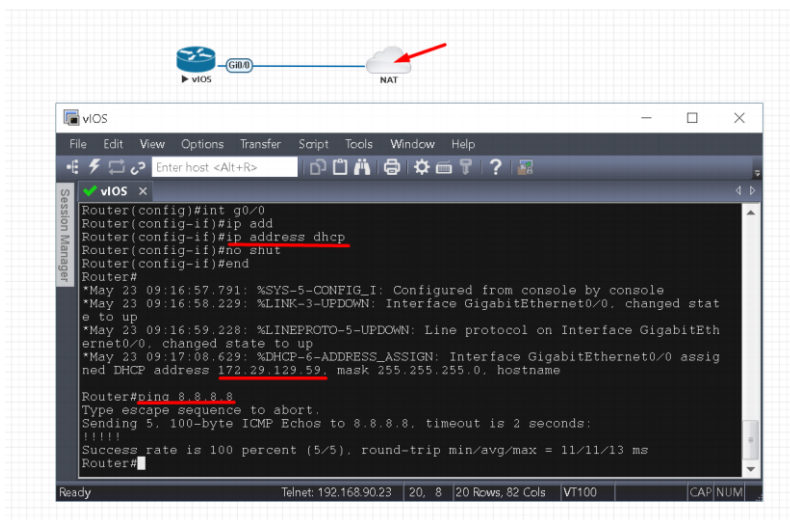 Gi0/0
vIOS
NAT
vIOS
File Edit View Options Transfer Script Tools Window Help
Enter host <Alt+R>
vIOS
Session Manager
Router(config)#int g0/0
Router(config-if)#ip add
Router(config-if)#ip address dhcp
Router(config-if)#no shut
Router(config-if)#end
Router#
*May 23 09:16:57.791: %SYS-5-CONFIG_I: Configured from console by console
*May 23 09:16:58.229: %LINK-3-UPDOWN: Interface GigabitEthernet0/0, changed stat
e to up
*May 23 09:16:59.228: %LINEPROTO-5-UPDOWN: Line protocol on Interface GigabitEth
ernet0/0, changed state to up
*May 23 09:17:08.629: %DHCP-6-ADDRESS_ASSIGN: Interface GigabitEthernet0/0 assig
ned DHCP address 172.29.129.59, mask 255.255.255.0, hostname
Router#ping 8.8.8.8
Type escape sequence to abort.
Sending 5, 100-byte ICMP Echos to 8.8.8.8, timeout is 2 seconds:
!!!!!
Success rate is 100 percent (5/5), round-trip min/avg/max = 11/11/13 ms
Router#
Ready Telnet: 192.168.90.23 20, 8 20 Rows, 82 Cols VT100 CAP NUM